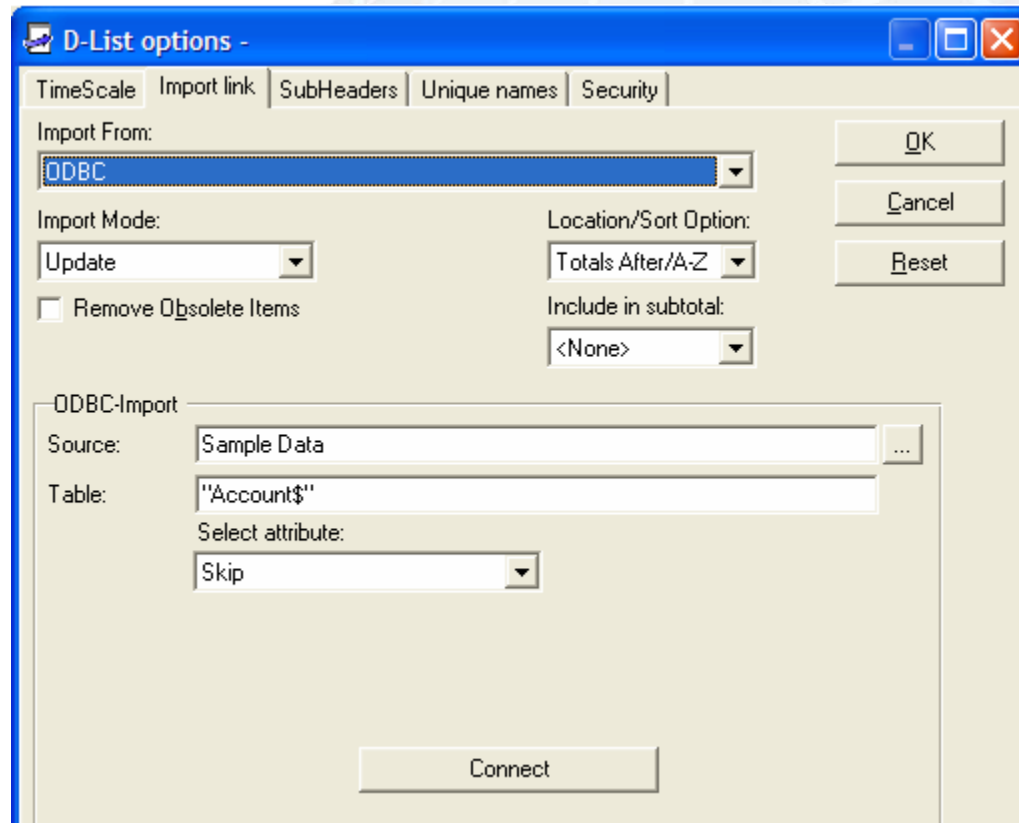 D-List options -
TimeScale Import link SubHeaders Unique names Security
Import From:
OK
ODBC
Cancel
Import Mode: Location/Sort Option:
Update Totals After/A-Z Reset
Remove Obsolete Items Include in subtotal:
<None>
ODBC-Import
Source: Sample Data ...
Table: "Account$"
Select attribute:
Skip
Connect